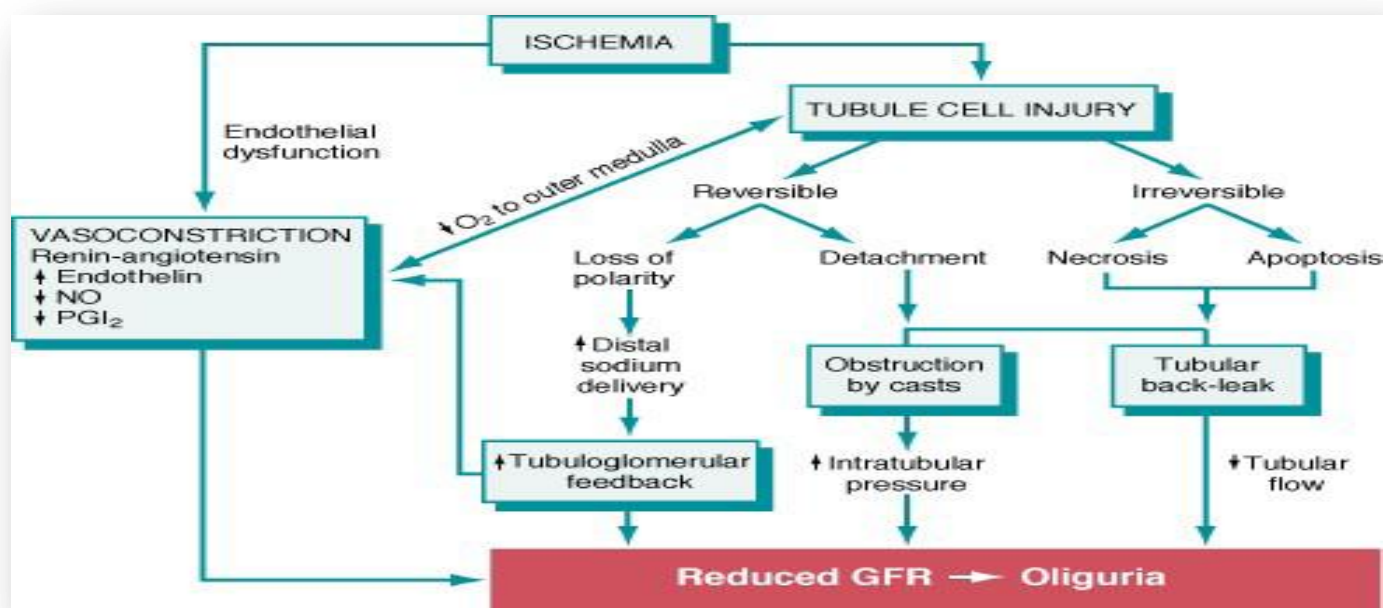 ISCHEMIA
TUBULE CELL INJURY
Endothelial
dysfunction
↓O₂ to outer medulla
Reversible
Irreversible
VASOCONSTRICTION
Renin-angiotensin
↑ Endothelin
↓ NO
↓ PGI₂
Loss of
polarity
Detachment
Necrosis
Apoptosis
↑Distal
sodium
delivery
Obstruction
by casts
Tubular
back-leak
↑Tubuloglomerular
feedback
↑Intratubular
pressure
↓Tubular
flow
Reduced GFR → Oliguria